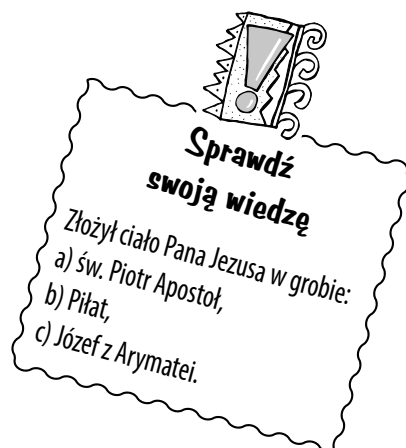 Sprawdź
swoją wiedzę
Złożył ciało Pana Jezusa w grobie:
a) św. Piotr Apostoł,
b) Piłat,
c) Józef z Arymatei.